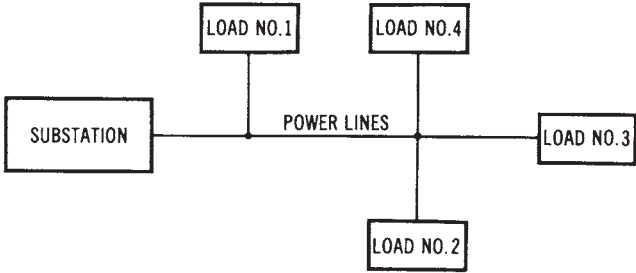 LOAD NO.1
LOAD NO.4
SUBSTATION
POWER LINES
LOAD NO.3
LOAD NO.2